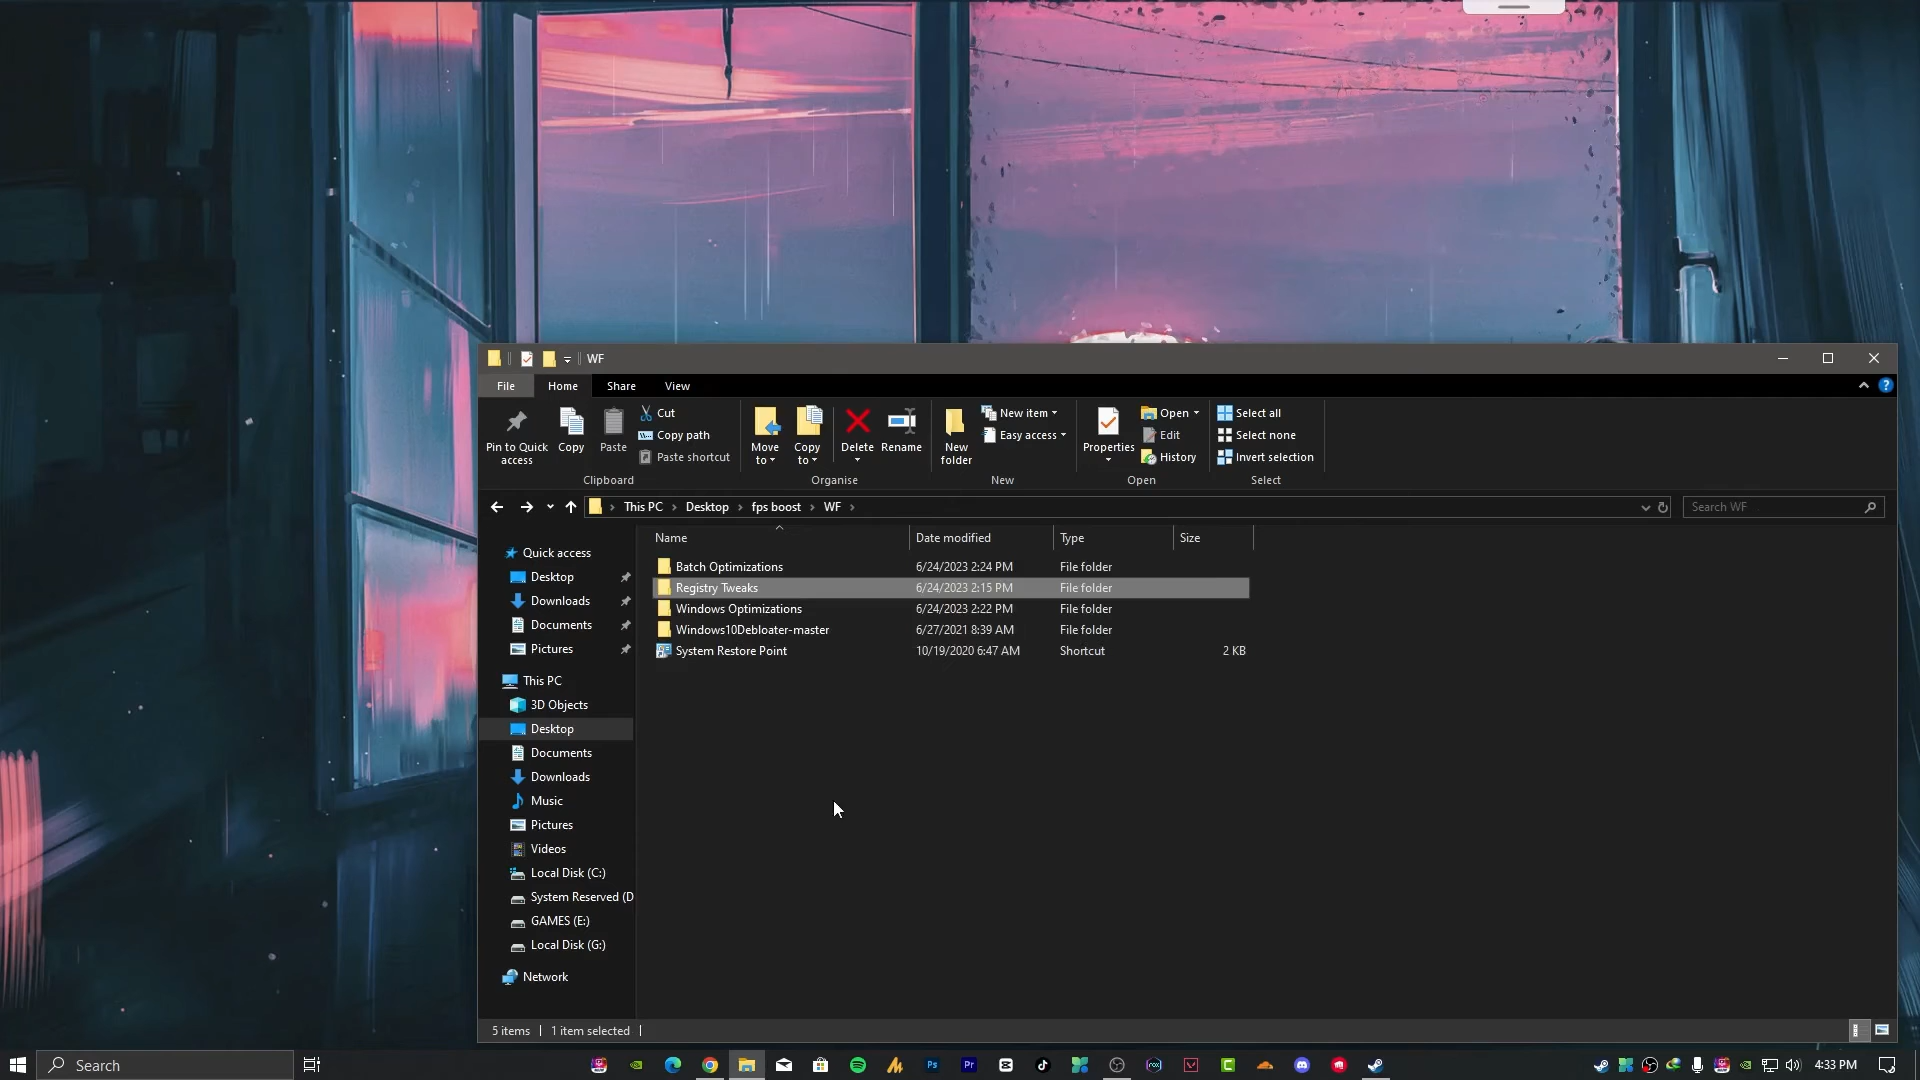 WF
File Home Share View
Pin to Quick access
Copy
Paste
Cut
Copy path
Paste shortcut
Clipboard
Move to
Copy to
Delete
Rename
Organise
New folder
New item
Easy access
New
Properties
Open
Edit
History
Open
Select all
Select none
Invert selection
Select
This PC > Desktop > fps boost > WF >
Search WF
Name Date modified Type Size
Batch Optimizations 6/24/2023 2:24 PM File folder
Registry Tweaks 6/24/2023 2:15 PM File folder
Windows Optimizations 6/24/2023 2:22 PM File folder
Windows10Debloater-master 6/27/2021 8:39 AM File folder
System Restore Point 10/19/2020 6:47 AM Shortcut 2 KB
Quick access
Desktop
Downloads
Documents
Pictures
This PC
3D Objects
Desktop
Documents
Downloads
Music
Pictures
Videos
Local Disk (C:)
System Reserved (D
GAMES (E:)
Local Disk (G:)
Network
5 items | 1 item selected |
Search
Ps
Pr
4:33 PM